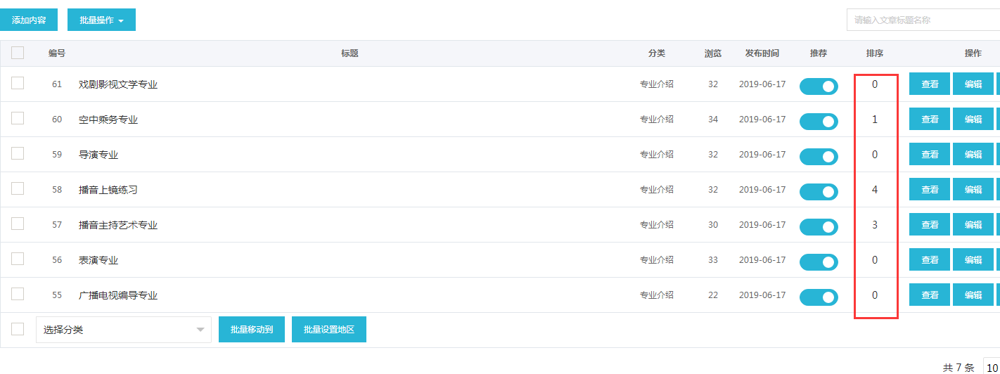 添加内容 批量操作 请输入文章标题名称
编号 标题 分类 浏览 发布时间 推荐 排序 操作
61 戏剧影视文学专业 专业介绍 32 2019-06-17 0 查看 编辑
60 空中乘务专业 专业介绍 34 2019-06-17 1 查看 编辑
59 导演专业 专业介绍 32 2019-06-17 0 查看 编辑
58 播音上镜练习 专业介绍 32 2019-06-17 4 查看 编辑
57 播音主持艺术专业 专业介绍 30 2019-06-17 3 查看 编辑
56 表演专业 专业介绍 33 2019-06-17 0 查看 编辑
55 广播电视编导专业 专业介绍 22 2019-06-17 0 查看 编辑
选择分类 批量移动到 批量设置地区
共 7 条 10